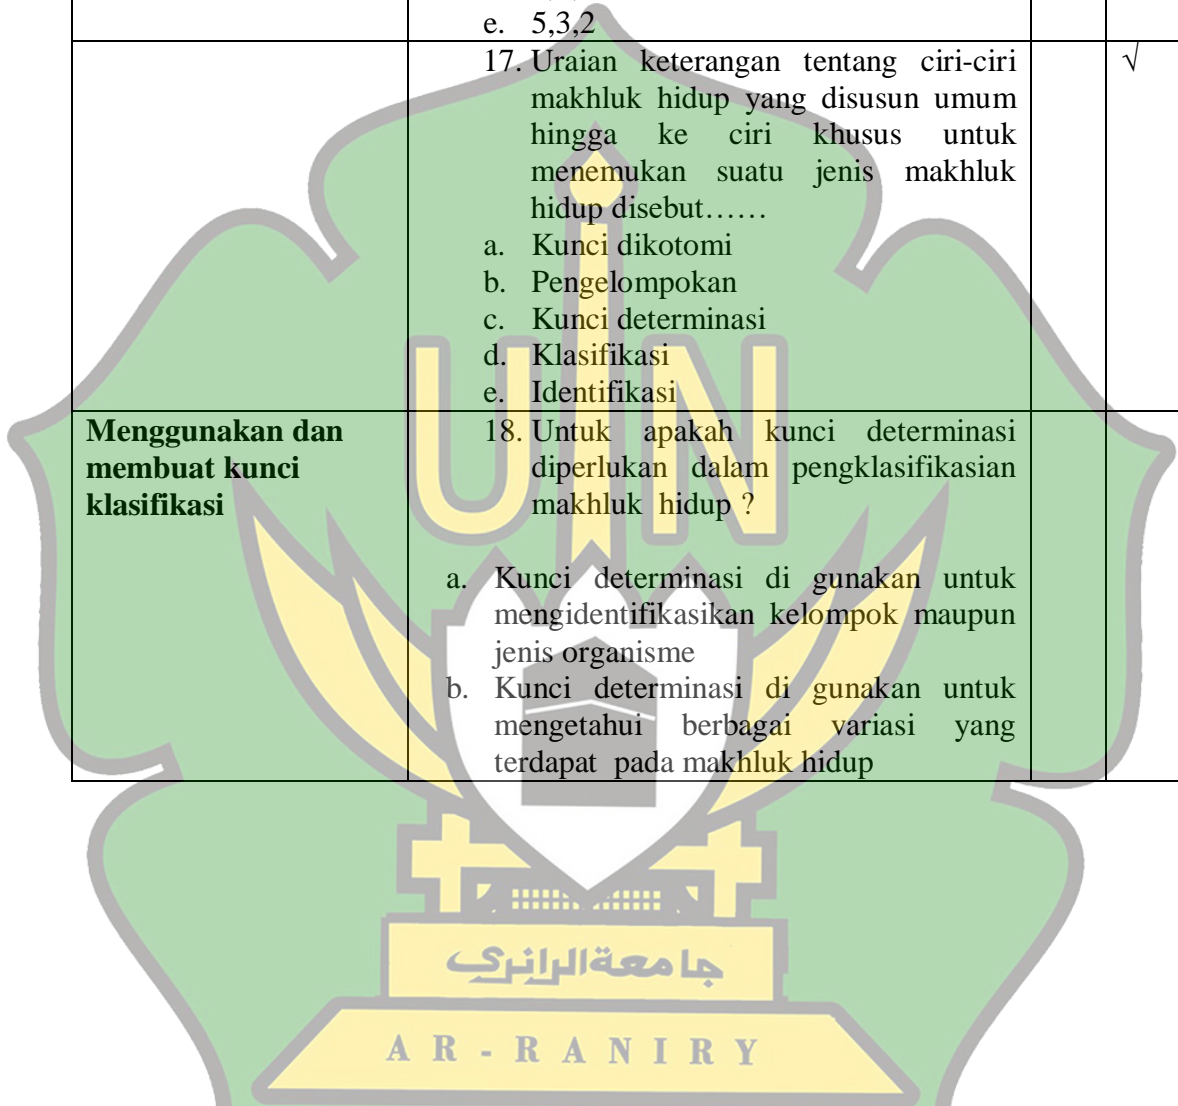 e. 5,3,2
17. Uraian keterangan tentang ciri-ciri √
makhluk hidup yang disusun umum
hingga ke ciri khusus untuk
menemukan suatu jenis makhluk
hidup disebut……
a. Kunci dikotomi
b. Pengelompokan
c. Kunci determinasi
d. Klasifikasi
e. Identifikasi
Menggunakan dan
membuat kunci
klasifikasi
18. Untuk apakah kunci determinasi
diperlukan dalam pengklasifikasian
makhluk hidup ?
a. Kunci determinasi di gunakan untuk
mengidentifikasikan kelompok maupun
jenis organisme
b. Kunci determinasi di gunakan untuk
mengetahui berbagai variasi yang
terdapat pada makhluk hidup
UIN
جامعةالرانري
AR-RANIRY